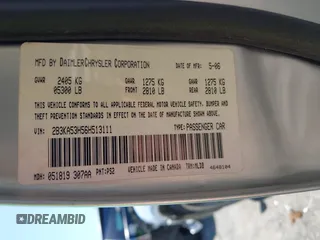 MFD BY DAIMLERCHRYSLER CORPORATION DATE OF MFR 5-06
GVWR 2405 KG GAWR 1275 KG GAWR 1275 KG
05300 LB FRONT 2810 LB REAR 2810 LB
THIS VEHICLE CONFORMS TO ALL APPLICABLE FEDERAL MOTOR VEHICLE SAFETY, BUMPER AND
THEFT PREVENTION STANDARDS IN EFFECT ON THE DATE OF MANUFACTURE SHOWN ABOVE.
VIN: 2B3KA53H56H513111 TYPE: PASSENGER CAR
VEHICLE MADE IN CANADA
MDH: 051819 307AA PNT: PS2
DREAMBID